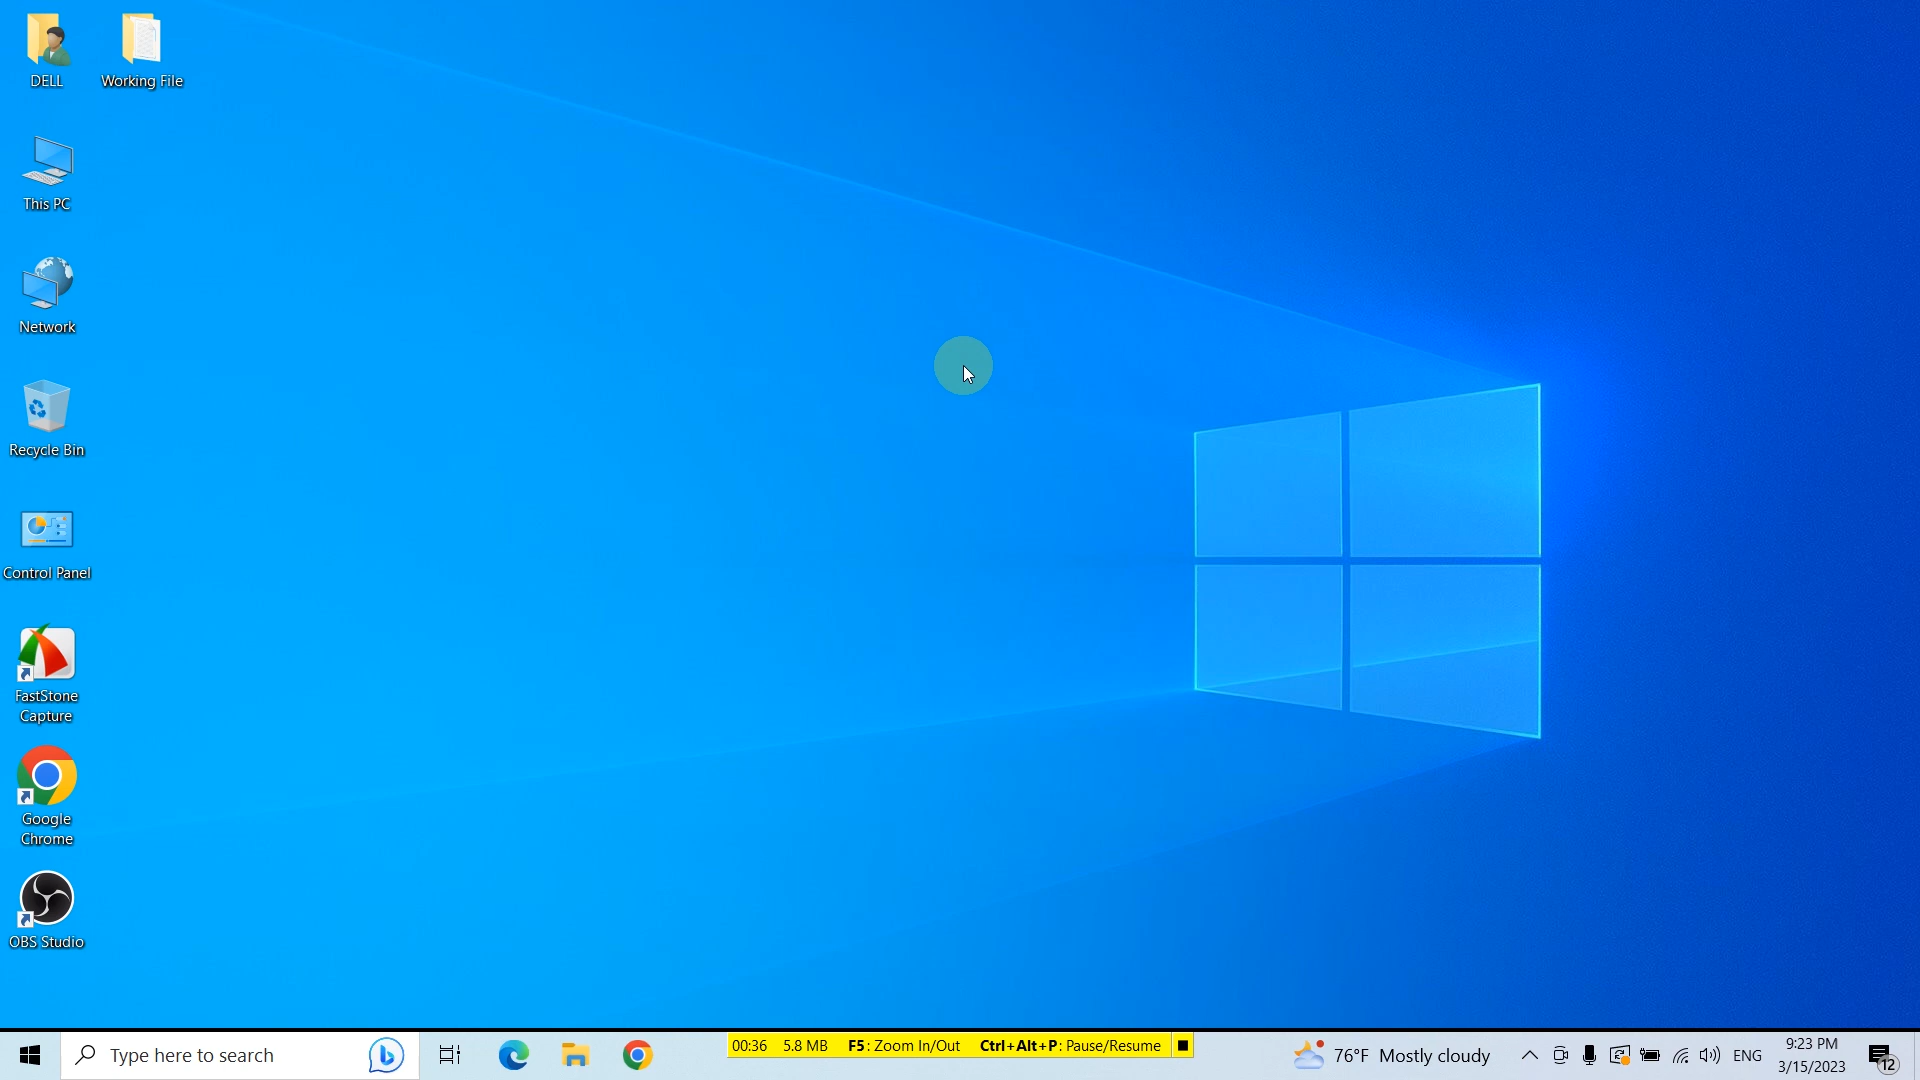 DELL
Working File
This PC
Network
Recycle Bin
Control Panel
FastStone
Capture
Google
Chrome
OBS Studio
Type here to search
00:36 5.8 MB F5: Zoom In/Out Ctrl+Alt+P: Pause/Resume
76°F Mostly cloudy
ENG
9:23 PM
3/15/2023
12